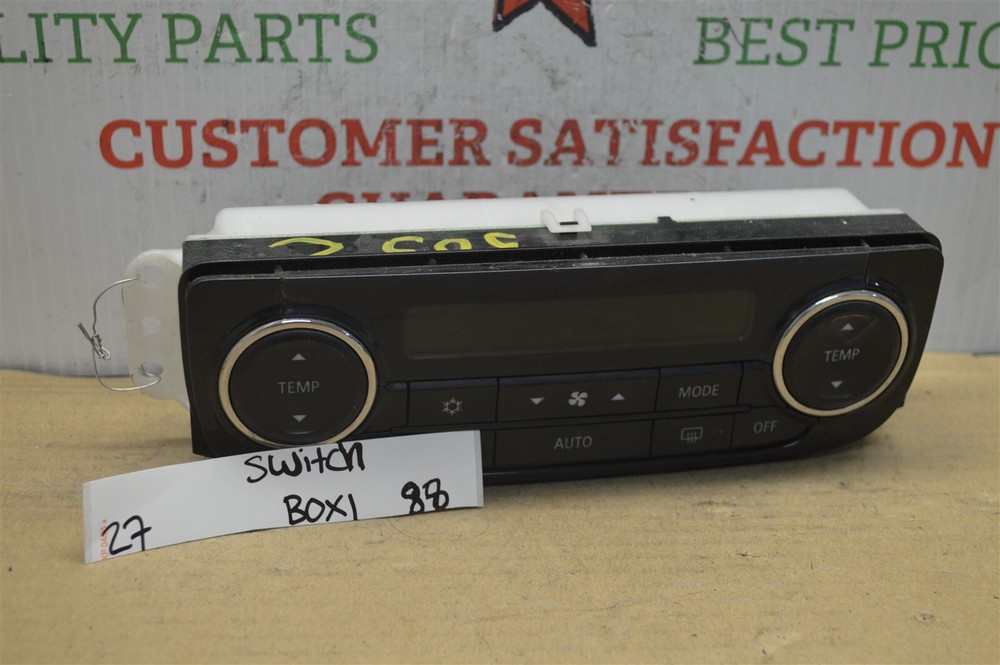 LITY PARTS
BEST PRIC
CUSTOMER SATISFACTION
TEMP
TEMP
MODE
AUTO
OFF
switch
BOX1 88
27